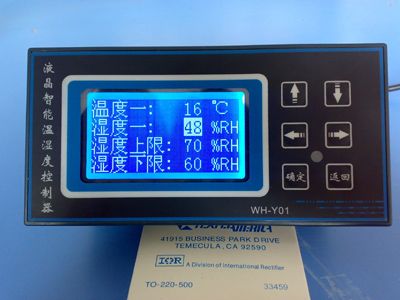 液晶智能温湿度控制器
温度一: 16 ℃
湿度一: 48 %RH
湿度上限: 70 %RH
湿度下限: 60 %RH
确定
返回
WH-Y01
41915 BUSINESS PARK DRIVE
TEMECULA, CA 92590
IOR A Division of International Rectifier
TO-220-500 33459